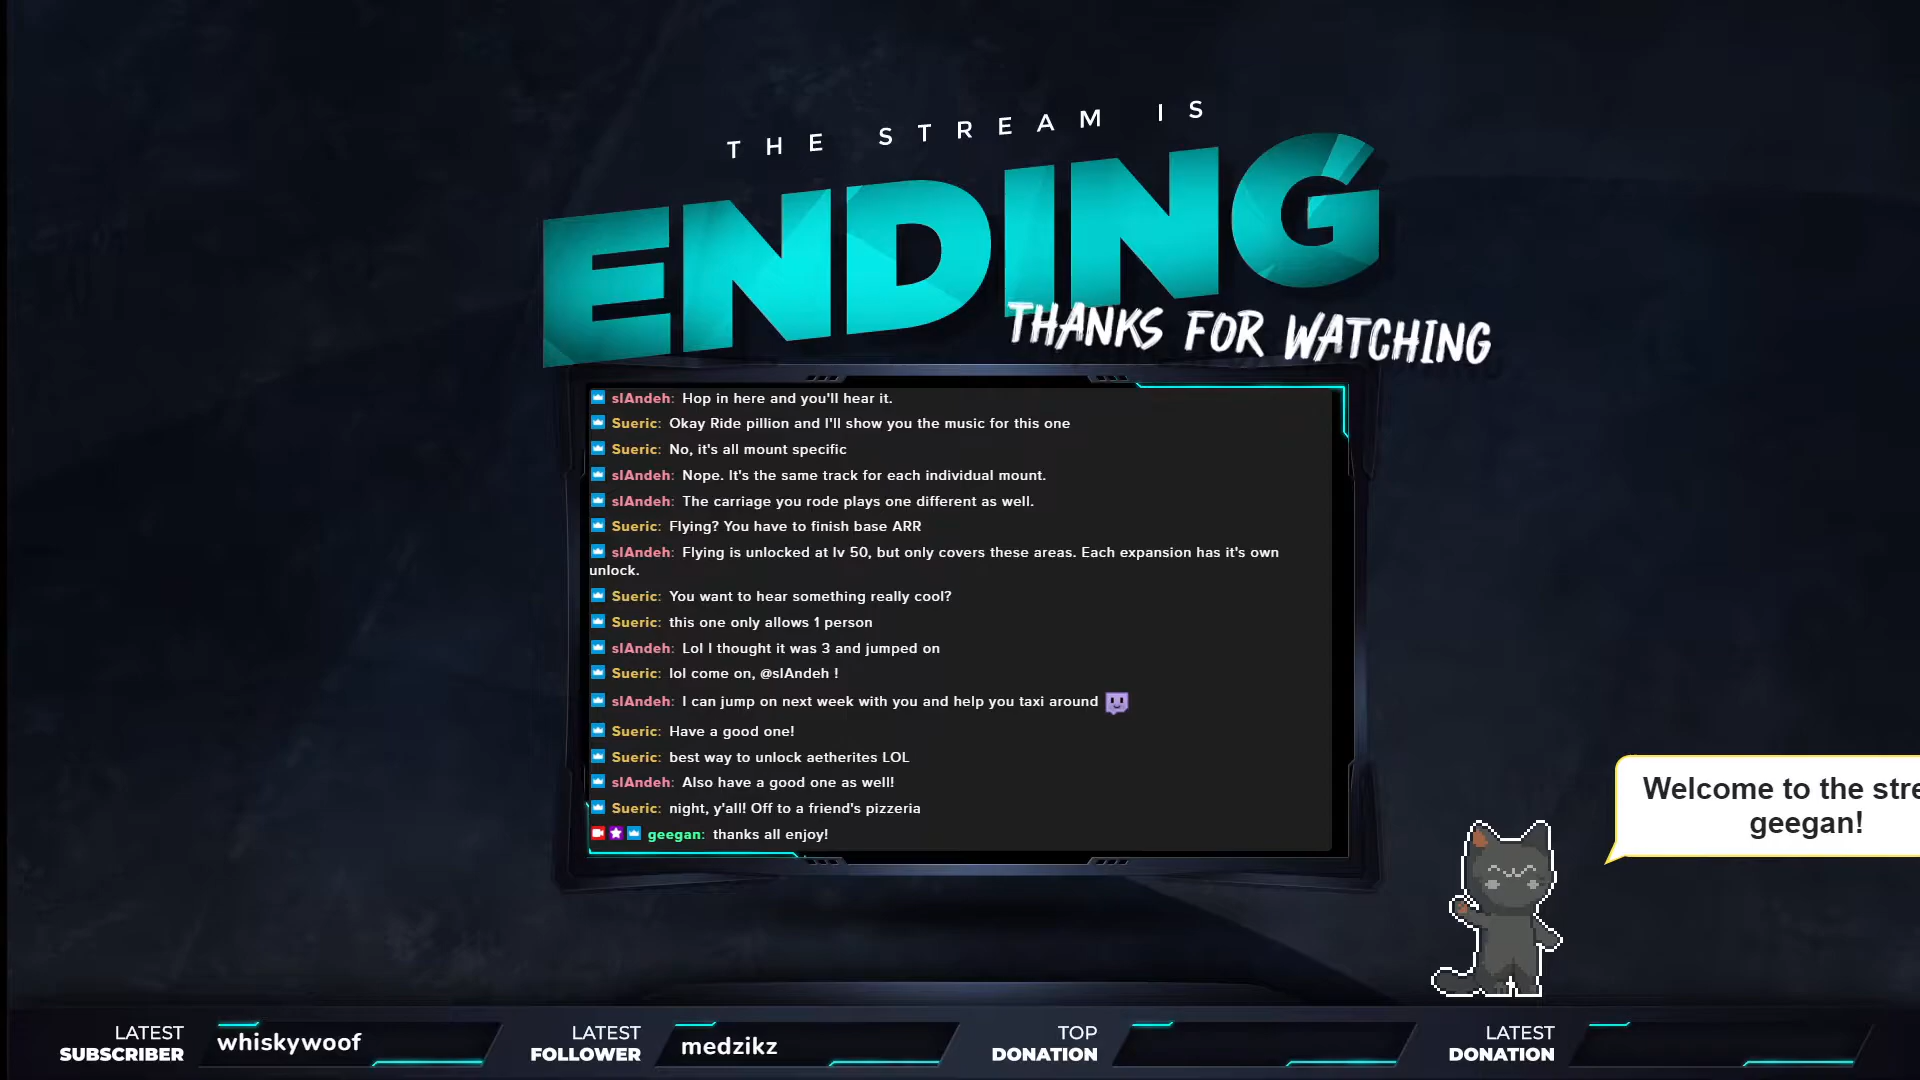 THE STREAM IS
ENDING
THANKS FOR WATCHING
slAndeh: Hop in here and you'll hear it.
Sueric: Okay Ride pillion and I'll show you the music for this one
Sueric: No, it's all mount specific
slAndeh: Nope. It's the same track for each individual mount.
slAndeh: The carriage you rode plays one different as well.
Sueric: Flying? You have to finish base ARR
slAndeh: Flying is unlocked at lv 50, but only covers these areas. Each expansion has it's own
unlock.
Sueric: You want to hear something really cool?
Sueric: this one only allows 1 person
slAndeh: Lol I thought it was 3 and jumped on
Sueric: lol come on, @slAndeh !
slAndeh: I can jump on next week with you and help you taxi around
Sueric: Have a good one!
Sueric: best way to unlock aetherites LOL
slAndeh: Also have a good one as well!
Sueric: night, y'all! Off to a friend's pizzeria
geegan: thanks all enjoy!
Welcome to the stre
geegan!
LATEST
SUBSCRIBER
whiskywoof
LATEST
FOLLOWER
medzikz
TOP
DONATION
LATEST
DONATION